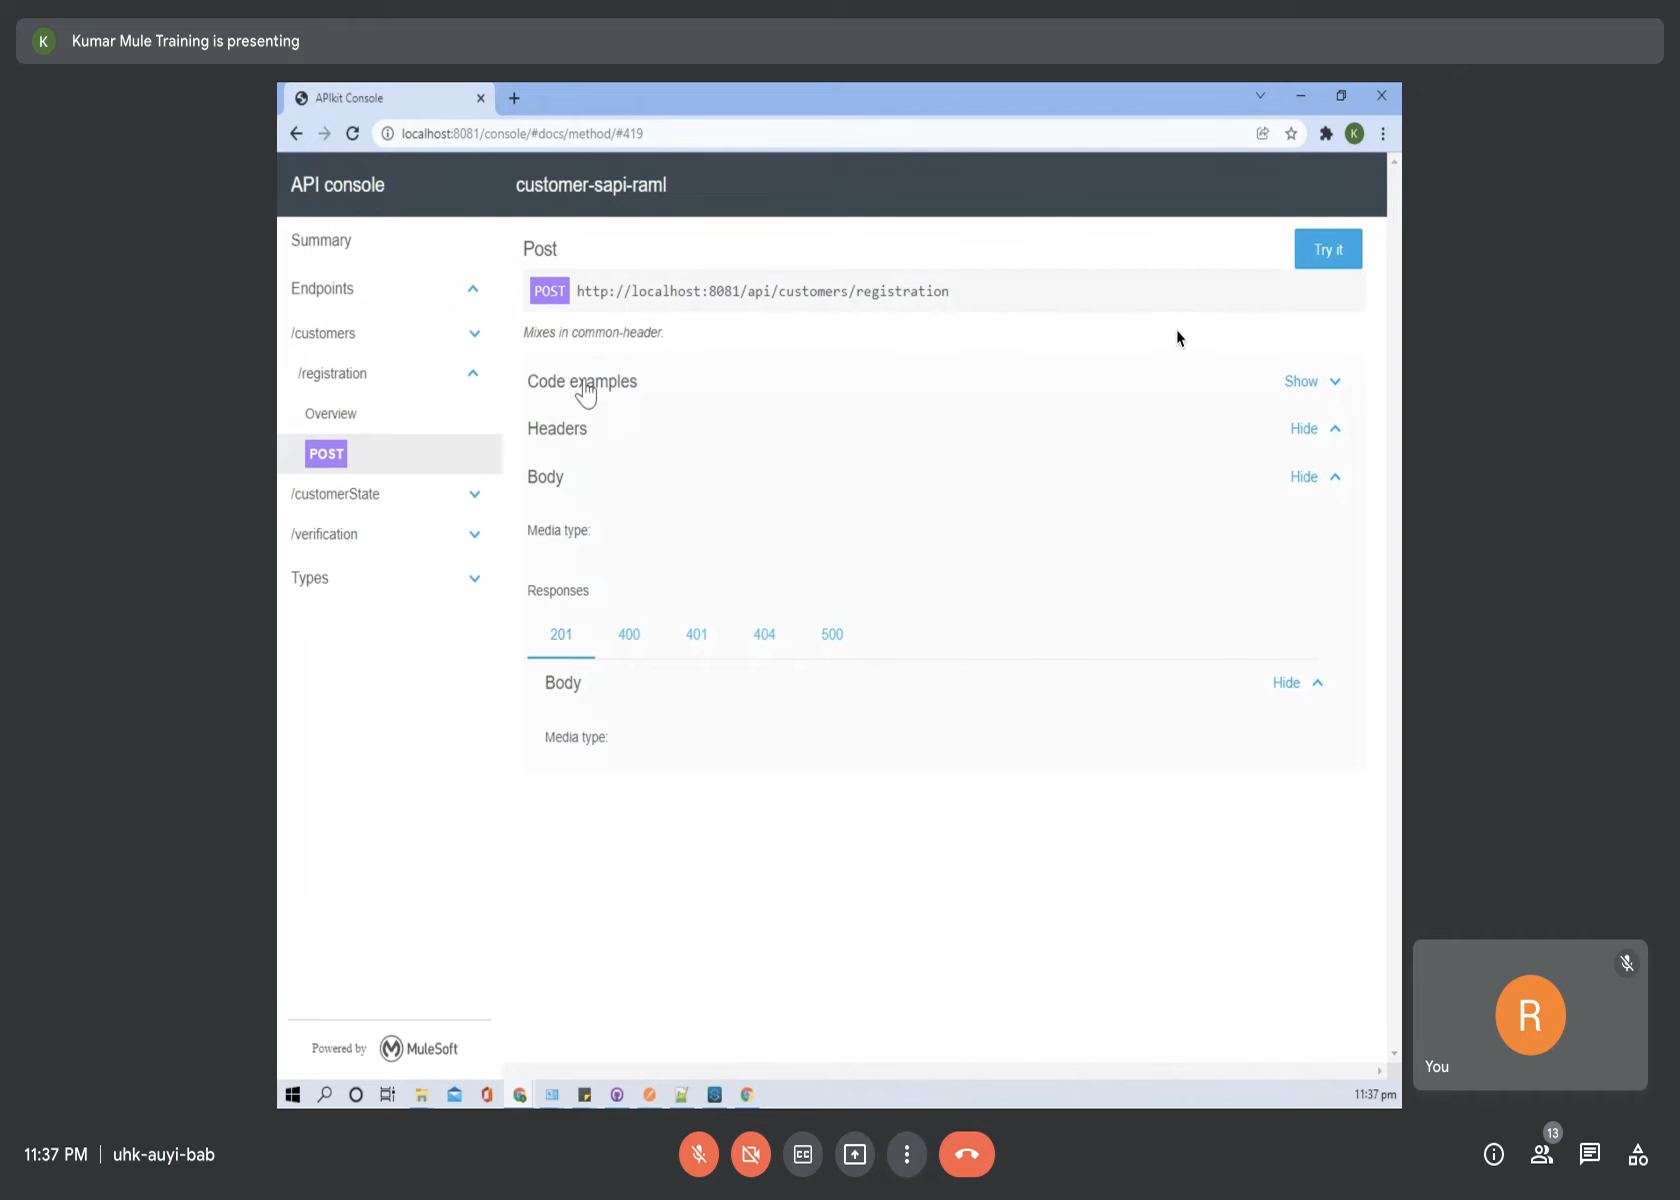 K Kumar Mule Training is presenting
APIkit Console
localhost:8081/console/#docs/method/#419
K
API console
customer-sapi-raml
Summary
Endpoints
/customers
/registration
Overview
POST
/customerState
/verification
Types
Powered by MuleSoft
Post
Try it
POST http://localhost:8081/api/customers/registration
Mixes in common-header.
Code examples Show
Headers Hide
Body Hide
Media type:
Responses
201 400 401 404 500
Body Hide
Media type:
11:37 pm
R
You
11:37 PM | uhk-auyi-bab
CC
13